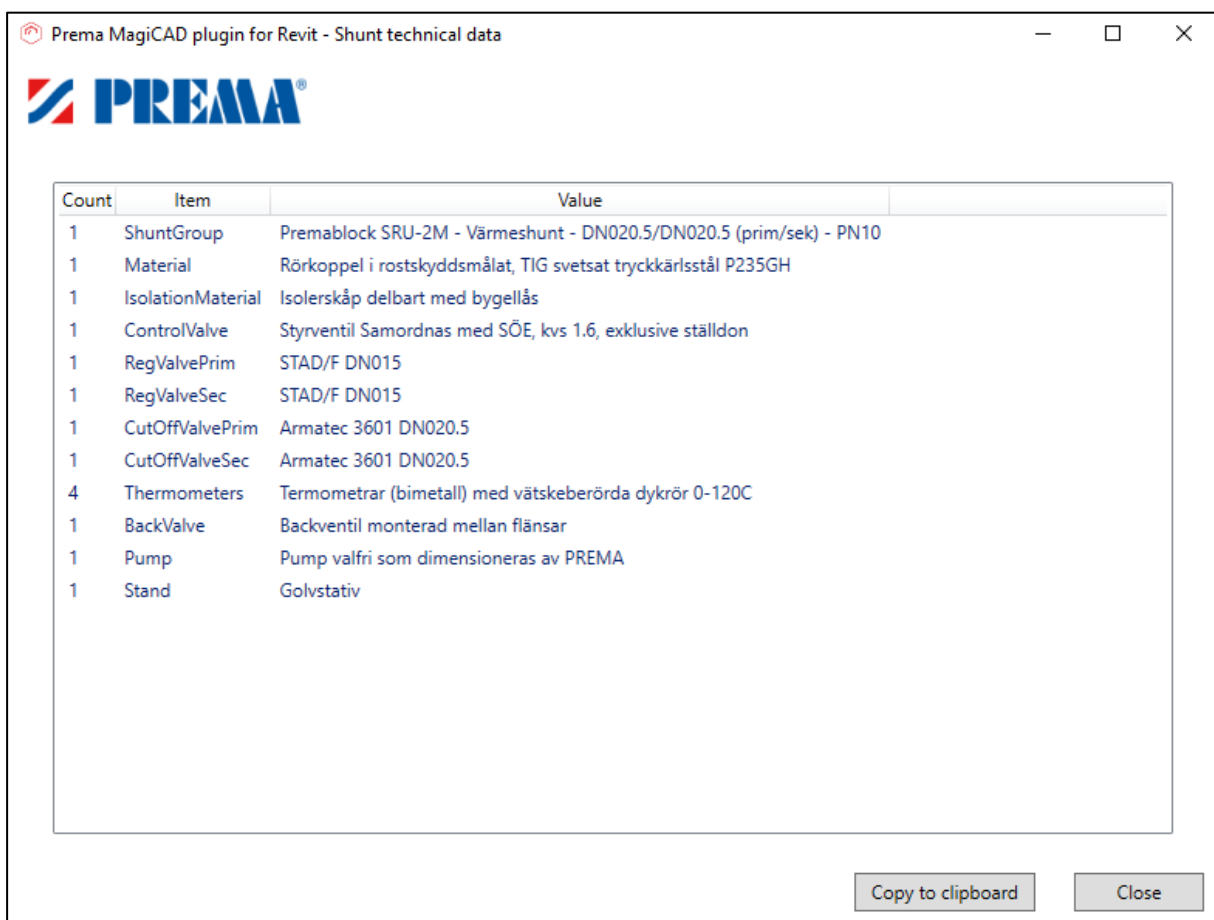 Prema MagiCAD plugin for Revit - Shunt technical data
PREMA®
Count Item Value
1 ShuntGroup Premablock SRU-2M - Värmeshunt - DN020.5/DN020.5 (prim/sek) - PN10
1 Material Rörkoppel i rostskyddsmålat, TIG svetsat tryckkärlsstål P235GH
1 IsolationMaterial Isolerskåp delbart med bygellås
1 ControlValve Styrventil Samordnas med SÖE, kvs 1.6, exklusive ställdon
1 RegValvePrim STAD/F DN015
1 RegValveSec STAD/F DN015
1 CutOffValvePrim Armatec 3601 DN020.5
1 CutOffValveSec Armatec 3601 DN020.5
4 Thermometers Termometrar (bimetall) med vätskeberörda dykrör 0-120C
1 BackValve Backventil monterad mellan flänsar
1 Pump Pump valfri som dimensioneras av PREMA
1 Stand Golvstativ
Copy to clipboard Close